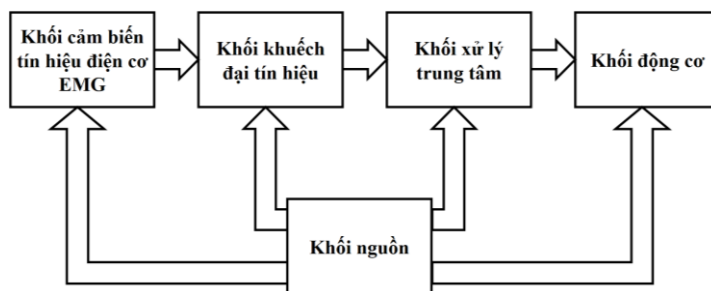 Khối cảm biến
tín hiệu điện cơ
EMG
Khối khuếch
đại tín hiệu
Khối xử lý
trung tâm
Khối động cơ
Khối nguồn